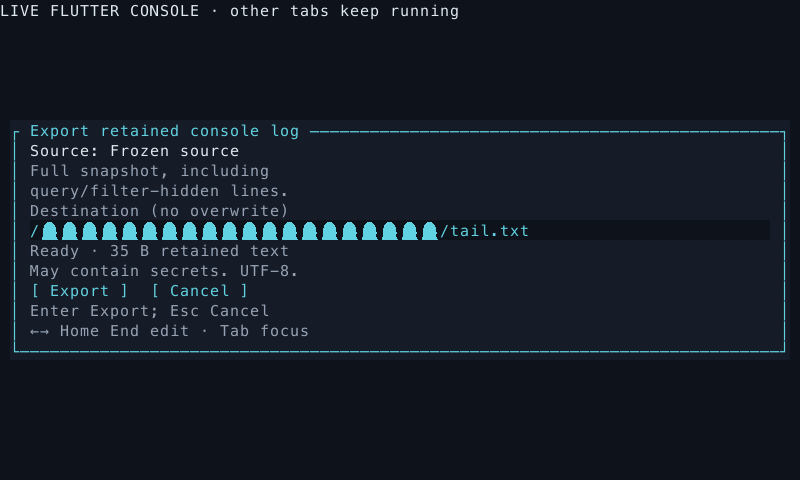 LIVE FLUTTER CONSOLE · other tabs keep running
Export retained console log
Source: Frozen source
Full snapshot, including
query/filter-hidden lines.
Destination (no overwrite)
/👤👤👤👤👤👤👤👤👤👤👤👤👤👤👤👤👤👤👤👤/tail.txt
Ready · 35 B retained text
May contain secrets. UTF-8.
[ Export ]  [ Cancel ]
Enter Export; Esc Cancel
←→ Home End edit · Tab focus